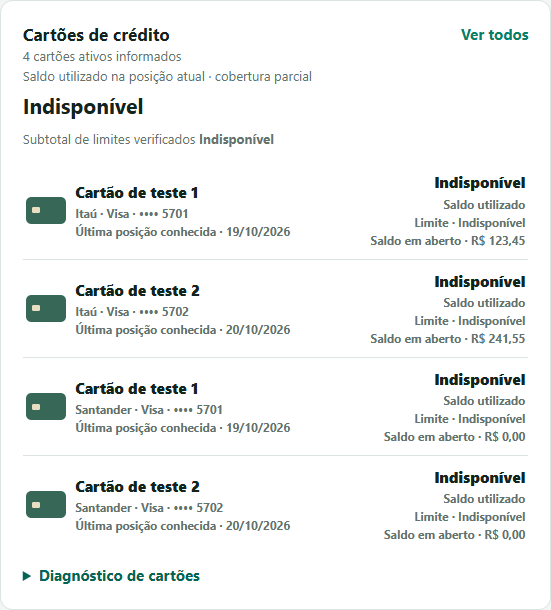 Cartões de crédito
Ver todos
4 cartões ativos informados
Saldo utilizado na posição atual · cobertura parcial
Indisponível
Subtotal de limites verificados Indisponível
Cartão de teste 1
Itaú · Visa · •••• 5701
Última posição conhecida · 19/10/2026
Indisponível
Saldo utilizado
Limite · Indisponível
Saldo em aberto · R$ 123,45
Cartão de teste 2
Itaú · Visa · •••• 5702
Última posição conhecida · 20/10/2026
Indisponível
Saldo utilizado
Limite · Indisponível
Saldo em aberto · R$ 241,55
Cartão de teste 1
Santander · Visa · •••• 5701
Última posição conhecida · 19/10/2026
Indisponível
Saldo utilizado
Limite · Indisponível
Saldo em aberto · R$ 0,00
Cartão de teste 2
Santander · Visa · •••• 5702
Última posição conhecida · 20/10/2026
Indisponível
Saldo utilizado
Limite · Indisponível
Saldo em aberto · R$ 0,00
Diagnóstico de cartões